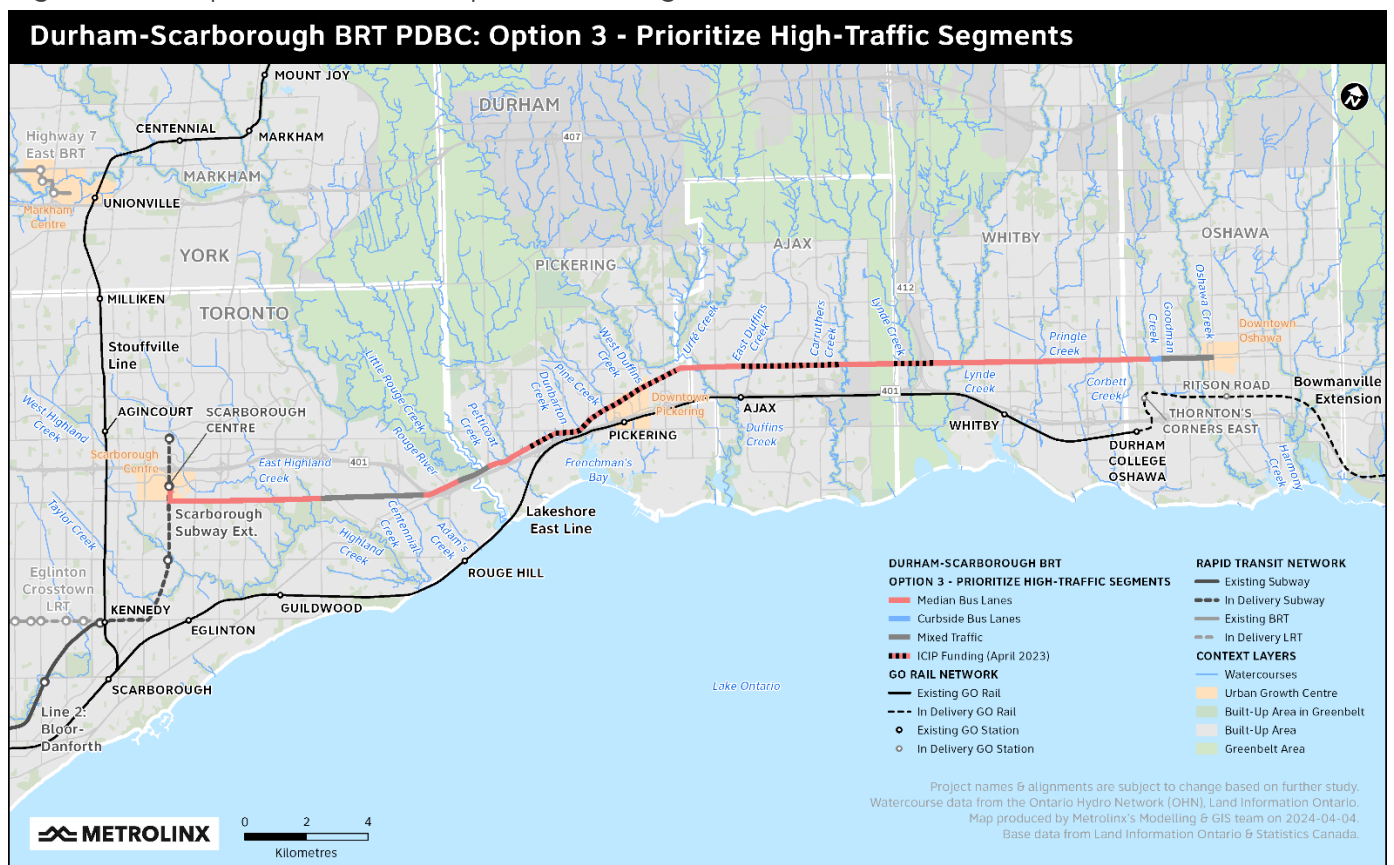 Durham-Scarborough BRT PDBC: Option 3 - Prioritize High-Traffic Segments
MOUNT JOY
DURHAM
CENTENNIAL
MARKHAM
407
Highway 7
East BRT
MARKHAM
Markham
Centre
UNIONVILLE
YORK
PICKERING
AJAX
WHITBY
OSHAWA
MILLIKEN
TORONTO
412
Stouffville
Line
Little Rouge Creek
Rouge River
Petticoat
Creek
Dunbarton
Creek
Pine Creek
West Duffins
Creek
Urfé Creek
East Duffins
Creek
Carruthers
Creek
Lynde Creek
Pringle
Creek
Goodman
Creek
Oshawa Creek
Downtown
Oshawa
West Highland
Creek
AGINCOURT
SCARBOROUGH
CENTRE
Scarborough
Centre
East Highland
Creek
401
Downtown
Pickering
PICKERING
AJAX
Duffins
Creek
401
Lynde
Creek
WHITBY
Corbett
Creek
RITSON ROAD
THORNTON'S
CORNERS EAST
Bowmanville
Extension
DURHAM
COLLEGE
OSHAWA
Harmony
Creek
Frenchman's
Bay
Scarborough
Subway Ext.
Taylor Creek
Highland
Creek
Centennial
Creek
Adam's
Creek
Lakeshore
East Line
ROUGE HILL
Eglinton
Crosstown
LRT
KENNEDY
GUILDWOOD
EGLINTON
SCARBOROUGH
Line 2:
Bloor-
Danforth
Lake Ontario
DURHAM-SCARBOROUGH BRT
OPTION 3 - PRIORITIZE HIGH-TRAFFIC SEGMENTS
Median Bus Lanes
Curbside Bus Lanes
Mixed Traffic
ICIP Funding (April 2023)
GO RAIL NETWORK
Existing GO Rail
In Delivery GO Rail
Existing GO Station
In Delivery GO Station
RAPID TRANSIT NETWORK
Existing Subway
In Delivery Subway
Existing BRT
In Delivery LRT
CONTEXT LAYERS
Watercourses
Urban Growth Centre
Built-Up Area in Greenbelt
Built-Up Area
Greenbelt Area
Project names & alignments are subject to change based on further study.
Watercourse data from the Ontario Hydro Network (OHN), Land Information Ontario.
Map produced by Metrolinx's Modelling & GIS team on 2024-04-04.
Base data from Land Information Ontario & Statistics Canada.
METROLINX
0 2 4
Kilometres
N